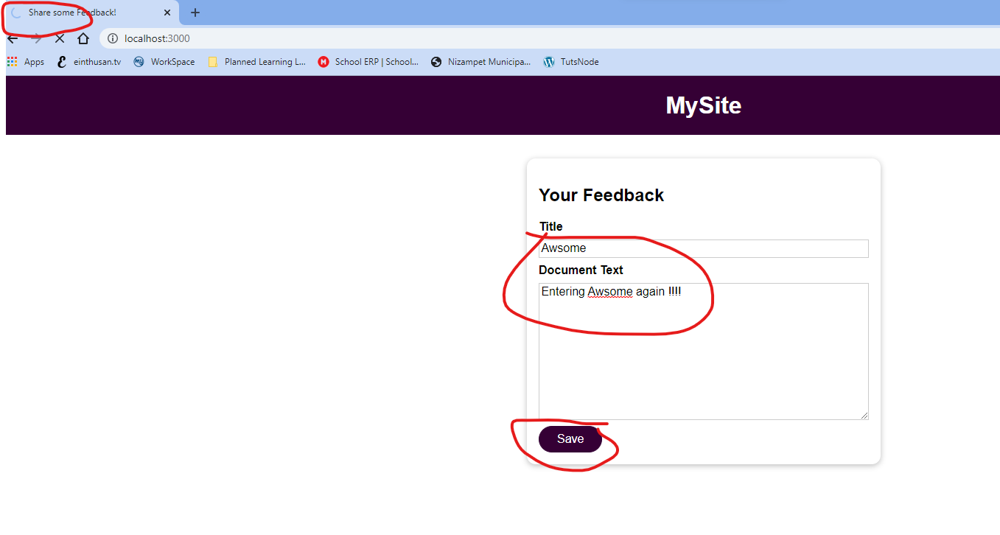 Share some Feedback!
localhost:3000
Apps einthusan.tv WorkSpace Planned Learning L... School ERP | School... Nizampet Municipa... TutsNode
MySite
Your Feedback
Title
Awsome
Document Text
Entering Awsome again !!!!
Save